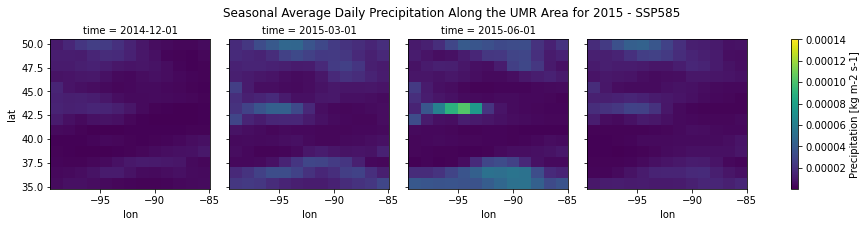 Seasonal Average Daily Precipitation Along the UMR Area for 2015 - SSP585
time = 2014-12-01
time = 2015-03-01
time = 2015-06-01
50.0
47.5
45.0
42.5
40.0
37.5
35.0
lat
−95 −90 −85
−95 −90 −85
−95 −90 −85
−95 −90 −85
lon
lon
lon
lon
0.00014
0.00012
0.00010
0.00008
0.00006
0.00004
0.00002
Precipitation [kg m-2 s-1]